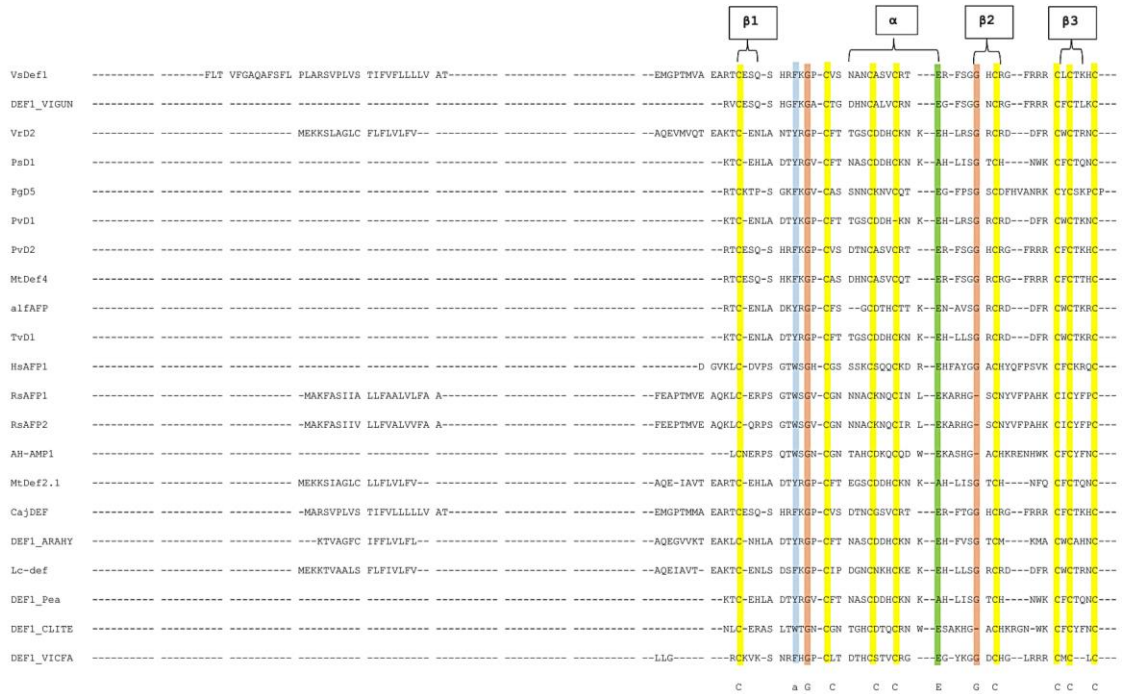 β1 α β2 β3
VsDef1 ---------- -------FLT VFGAQAFSFL PLARSVPLVS TIFVFLLLLV AT-------- ---------- ---------- --EMGPTMVA EARTCESQ-S HRFKGP-CVS NANCASVCRT ---ER-FSGG HCRG--FRRR CLCTKHC---
DEF1_VIGUN ---------- ---------- ---------- ---------- ---------- ---------- ---------- ---------- ---------- --RVCESQ-S HGFKGA-CTG DHNCALVCRN ---EG-FSGG NCRG--FRRR CFCTLKC---
VrD2 ---------- ---------- ---------- MEKKSLAGLC FLFLVLFV-- ---------- ---------- ---------- --AQEVMVQT EAKTC-ENLA NTYRGP-CFT TGSCDDHCKN K--EH-LRSG RCRD---DFR CWCTRNC---
PsD1 ---------- ---------- ---------- ---------- ---------- ---------- ---------- ---------- ---------- --KTC-EHLA DTYRGV-CFT NASCDDHCKN K--AH-LISG TCH----NWK CFCTQNC---
PgD5 ---------- ---------- ---------- ---------- ---------- ---------- ---------- ---------- ---------- --RTCKTP-S GKFKGV-CAS SNNCKNVCQT ---EG-FPSG SCDFHVANRK CYCSKPCP--
PvD1 ---------- ---------- ---------- ---------- ---------- ---------- ---------- ---------- ---------- --KTC-ENLA DTYKGP-CFT TGSCDDH-KN K--EH-LRSG RCRD---DFR CWCTKNC---
PvD2 ---------- ---------- ---------- ---------- ---------- ---------- ---------- ---------- ---------- --RTCESQ-S HRFKGP-CVS DTNCASVCRT ---ER-FSGG HCRG--FRRR CFCTKHC---
MtDef4 ---------- ---------- ---------- ---------- ---------- ---------- ---------- ---------- ---------- --RTCESQ-S HKFKGP-CAS DHNCASVCQT ---ER-FSGG RCRG--FRRR CFCTTHC---
alfAFP ---------- ---------- ---------- ---------- ---------- ---------- ---------- ---------- ---------- --RTC-ENLA DKYRGP-CFS --GCDTHCTT K--EN-AVSG RCRD---DFR CWCTKRC---
TvD1 ---------- ---------- ---------- ---------- ---------- ---------- ---------- ---------- ---------- --KTC-ENLA DTYRGP-CFT TGSCDDHCKN K--EH-LLSG RCRD---DFR CWCTKRC---
HsAFP1 ---------- ---------- ---------- ---------- ---------- ---------- ---------- ---------- ---------D GVKLC-DVPS GTWSGH-CGS SSKCSQQCKD R--EHFAYGG ACHYQFPSVK CFCKRQC---
RsAFP1 ---------- ---------- ---------- -MAKFASIIA LLFAALVLFA A--------- ---------- ---------- --FEAPTMVE AQKLC-ERPS GTWSGV-CGN NNACKNQCIN L--EKARHG- SCNYVFPAHK CICYFPC---
RsAFP2 ---------- ---------- ---------- -MAKFASIIV LLFVALVVFA A--------- ---------- ---------- --FEEPTMVE AQKLC-QRPS GTWSGV-CGN NNACKNQCIR L--EKARHG- SCNYVFPAHK CICYFPC---
AH-AMP1 ---------- ---------- ---------- ---------- ---------- ---------- ---------- ---------- ---------- ---LCNERPS QTWSGN-CGN TAHCDKQCQD W--EKASHG- ACHKRENHWK CFCYFNC---
MtDef2.1 ---------- ---------- ---------- MEKKSIAGLC LLFLVLFV-- ---------- ---------- ---------- --AQE-IAVT EARTC-EHLA DTYRGP-CFT EGSCDDHCKN K--AH-LISG TCH----NFQ CFCTQNC---
CajDEF ---------- ---------- ---------- -MARSVPLVS TIFVFLLLLV AT-------- ---------- ---------- --EMGPTMMA EARTCESQ-S HRFKGP-CVS DTNCGSVCRT ---ER-FTGG HCRG--FRRR CFCTKHC---
DEF1_ARAHY ---------- ---------- ---------- ---KTVAGFC IFFLVLFL-- ---------- ---------- ---------- --AQEGVVKT EAKLC-NHLA DTYRGP-CFT NASCDDHCKN K--EH-FVSG TCM----KMA CWCAHNC---
Lc-def ---------- ---------- ---------- MEKKTVAALS FLFIVLFV-- ---------- ---------- ---------- --AQEIAVT- EAKTC-ENLS DSFKGP-CIP DGNCNKHCKE K--EH-LLSG RCRD---DFR CWCTRNC---
DEF1_Pea ---------- ---------- ---------- ---------- ---------- ---------- ---------- ---------- ---------- --KTC-EHLA DTYRGV-CFT NASCDDHCKN K--AH-LISG TCH----NWK CFCTQNC---
DEF1_CLITE ---------- ---------- ---------- ---------- ---------- ---------- ---------- ---------- ---------- --NLC-ERAS LTWTGN-CGN TGHCDTQCRN W--ESAKHG- ACHKRGN-WK CFCYFNC---
DEF1_VICFA ---------- ---------- ---------- ---------- ---------- ---------- ---------- ---------- --LLG----- ---RCKVK-S NRFHGP-CLT DTHCSTVCRG ---EG-YKGG DCHG--LRRR CMC--LC---
C a G C C C E G C C C C